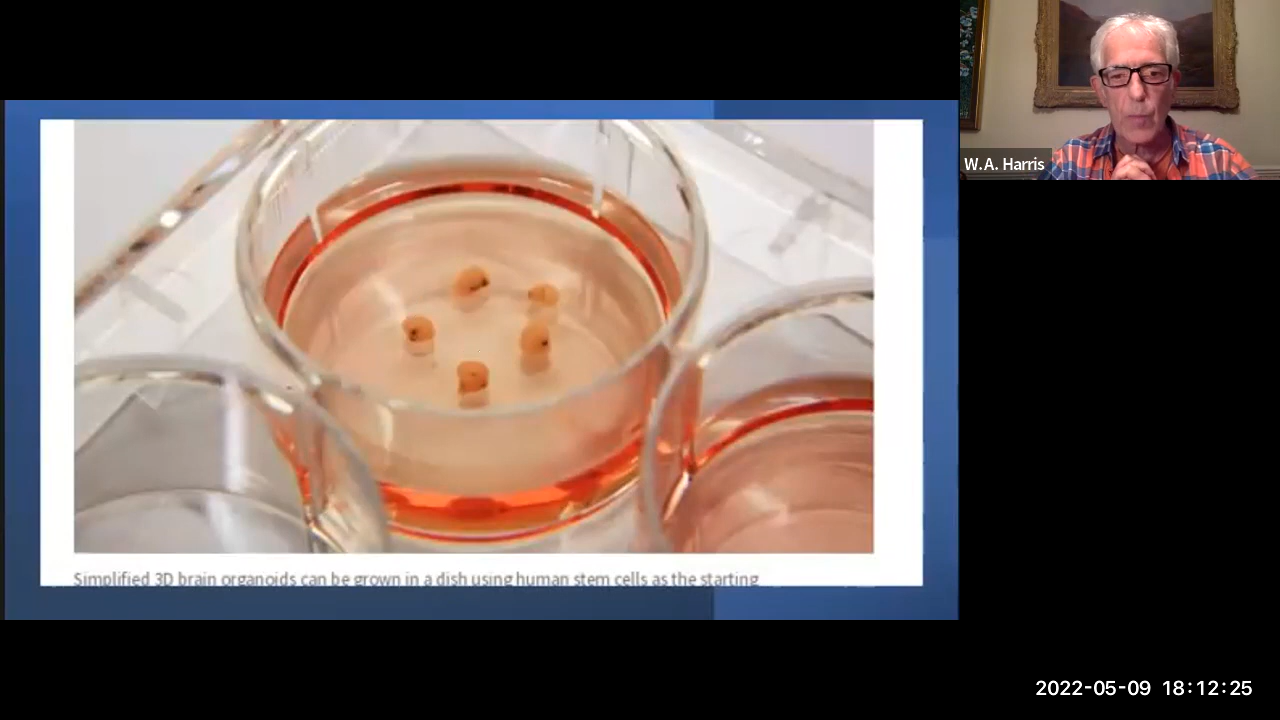 W.A. Harris
Simplified 3D brain organoids can be grown in a dish using human stem cells as the starting
2022-05-09 18:12:25